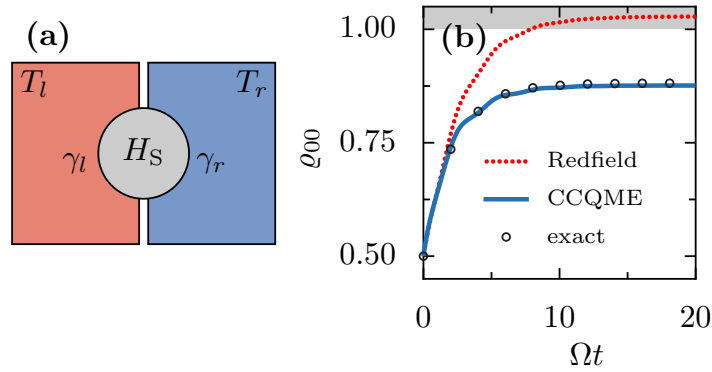 (a)
T_l T_r
γ_l H_S γ_r
(b)
ϱ_00
1.00
0.75
0.50
Redfield
CCQME
exact
0 10 20
Ωt